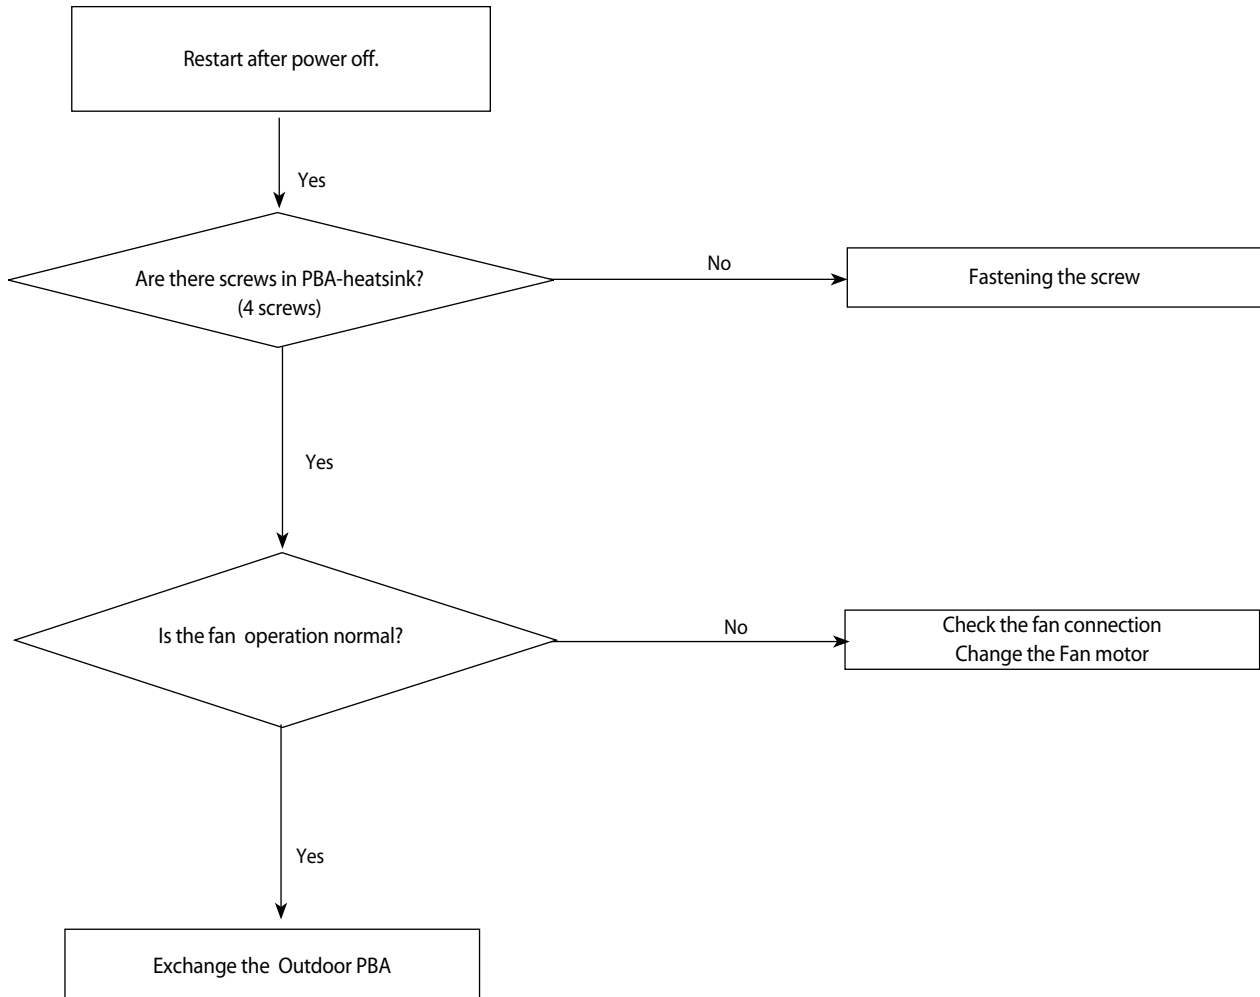 Restart after power off.
Yes
Are there screws in PBA-heatsink?
(4 screws)
No
Fastening the screw
Yes
Is the fan operation normal?
No
Check the fan connection
Change the Fan motor
Yes
Exchange the Outdoor PBA